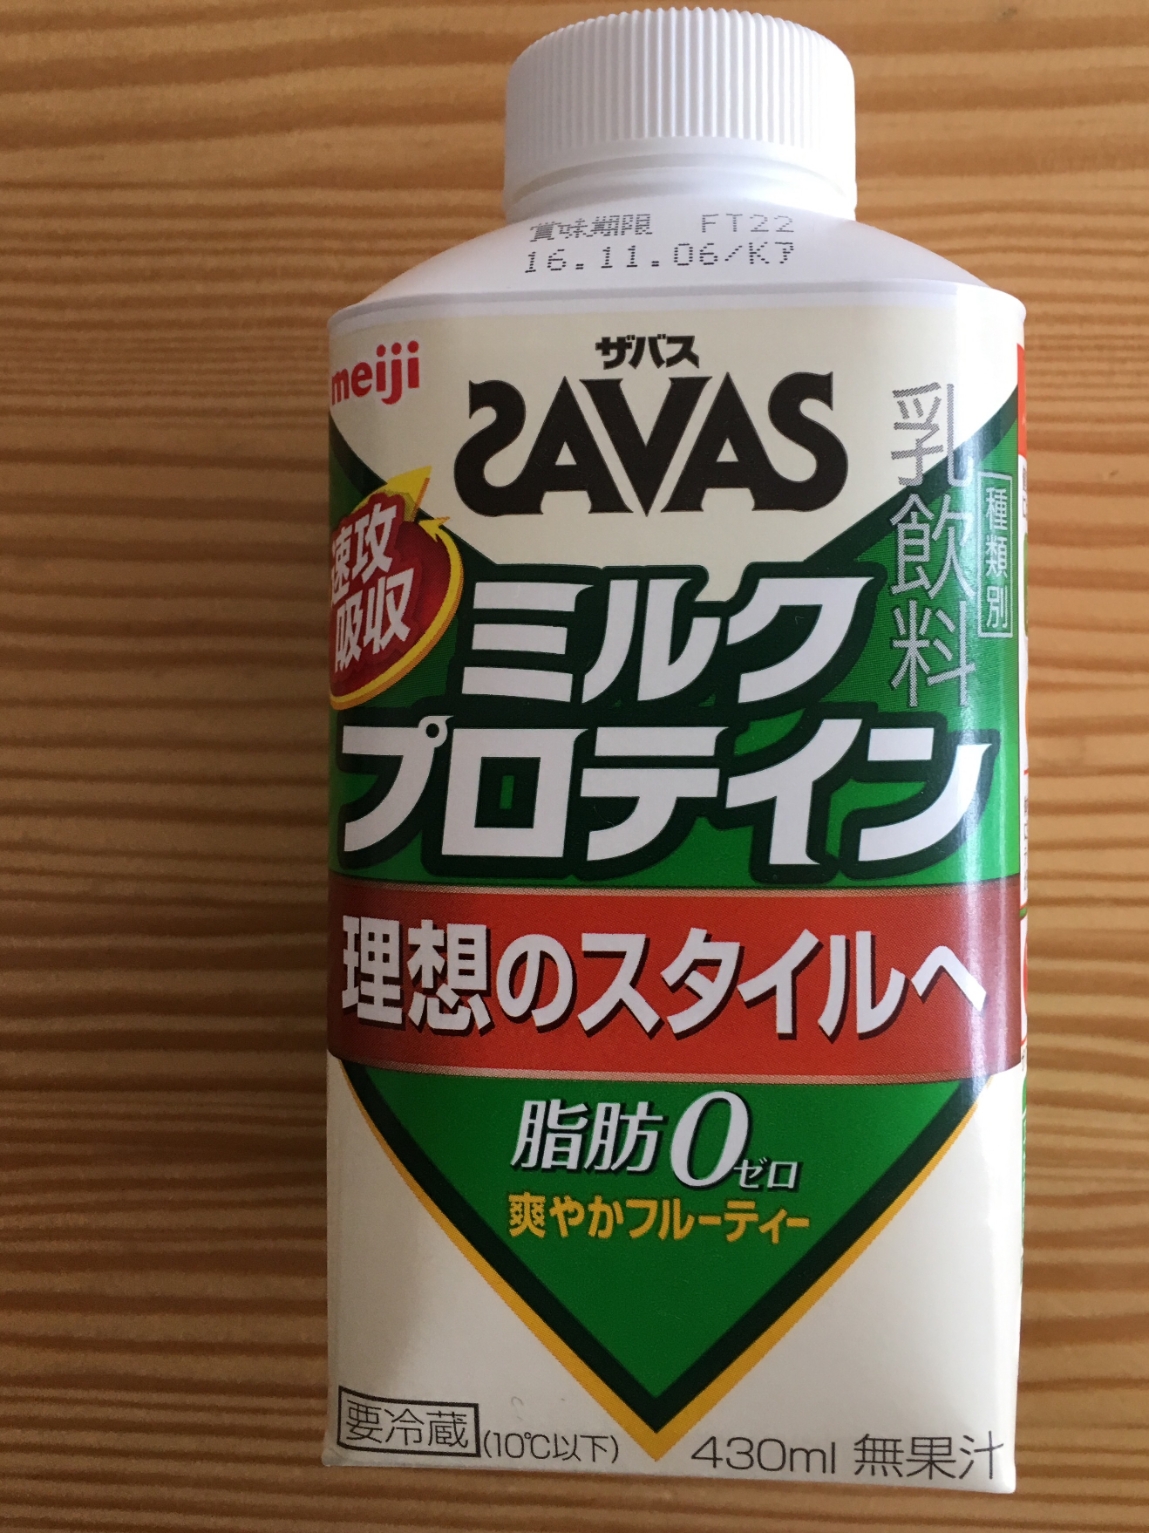 賞味期限 FT22
16.11.06/Kア
meiji
ザバス
SAVAS
種類別
乳飲料
速攻
吸収
ミルク
プロテイン
理想のスタイルへ
脂肪0ゼロ
爽やかフルーティー
要冷蔵(10℃以下)
430ml 無果汁